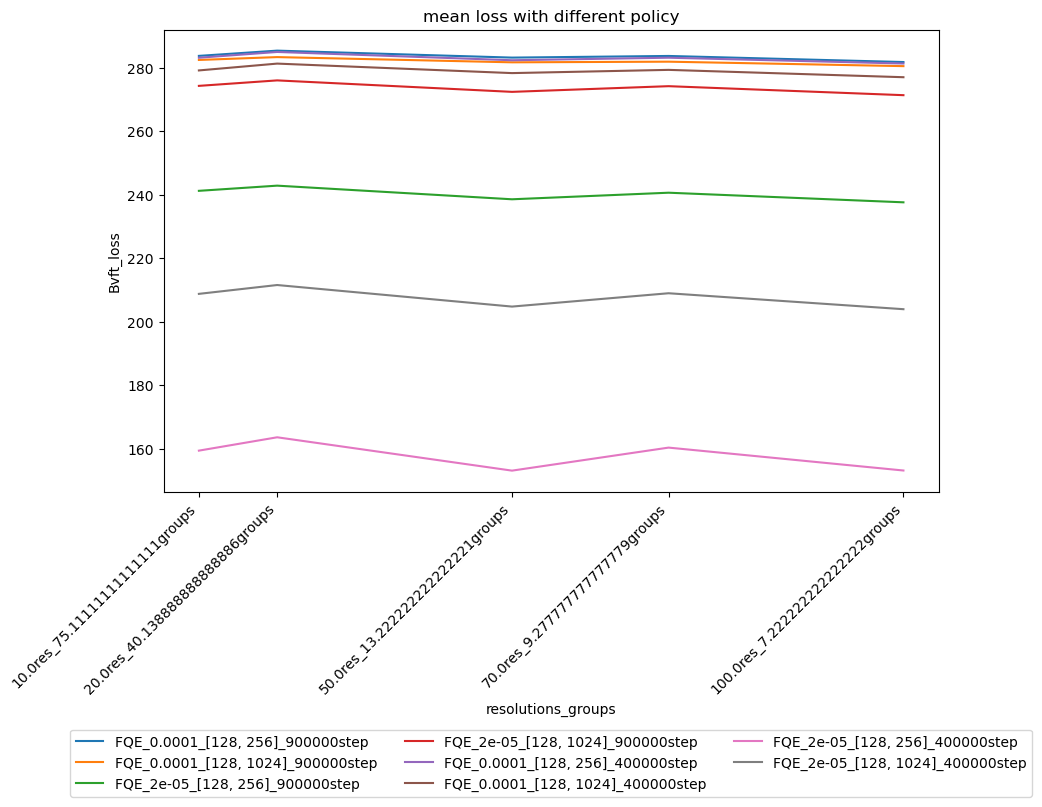 mean loss with different policy
Bvft_loss
280
260
240
220
200
180
160
10.0res_75.11111111111111groups
20.0res_40.138888888888886groups
50.0res_13.222222222222221groups
70.0res_9.277777777777779groups
100.0res_7.222222222222222groups
resolutions_groups
FQE_0.0001_[128, 256]_900000step
FQE_0.0001_[128, 1024]_900000step
FQE_2e-05_[128, 256]_900000step
FQE_2e-05_[128, 1024]_900000step
FQE_0.0001_[128, 256]_400000step
FQE_0.0001_[128, 1024]_400000step
FQE_2e-05_[128, 256]_400000step
FQE_2e-05_[128, 1024]_400000step